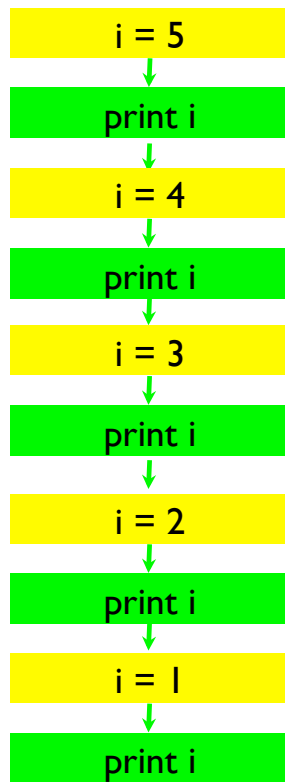 i = 5
print i
i = 4
print i
i = 3
print i
i = 2
print i
i = 1
print i